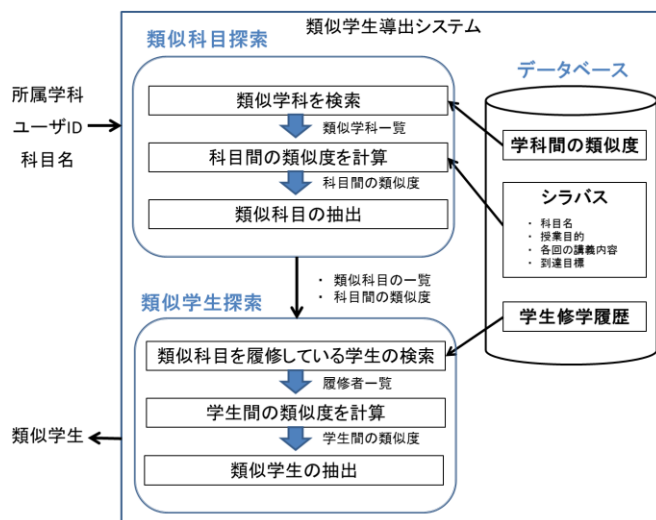 類似学生導出システム
類似科目探索
データベース
所属学科
ユーザID
科目名
類似学科を検索
類似学科一覧
科目間の類似度を計算
科目間の類似度
類似科目の抽出
学科間の類似度
シラバス
・ 科目名
・ 授業目的
・ 各回の講義内容
・ 到達目標
学生修学履歴
・ 類似科目の一覧
・ 科目間の類似度
類似学生探索
類似科目を履修している学生の検索
履修者一覧
学生間の類似度を計算
学生間の類似度
類似学生の抽出
類似学生